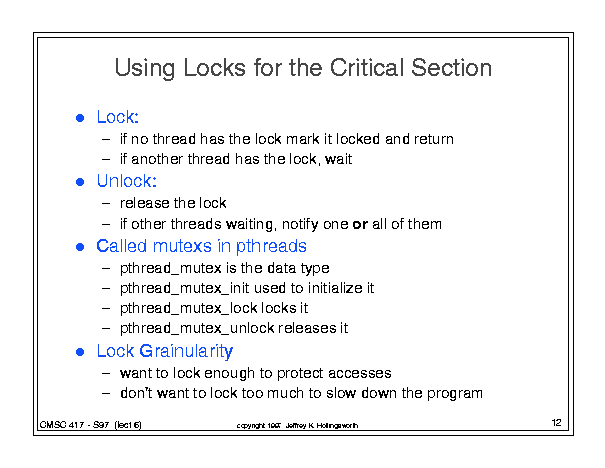 Using Locks for the Critical Section
● Lock:
– if no thread has the lock mark it locked and return
– if another thread has the lock, wait
● Unlock:
– release the lock
– if other threads waiting, notify one or all of them
● Called mutexs in pthreads
– pthread_mutex is the data type
– pthread_mutex_init used to initialize it
– pthread_mutex_lock locks it
– pthread_mutex_unlock releases it
● Lock Grainularity
– want to lock enough to protect accesses
– don't want to lock too much to slow down the program
CMSC 417 - S97 (lect 6)
copyright 1997 Jeffrey K. Hollingsworth
12